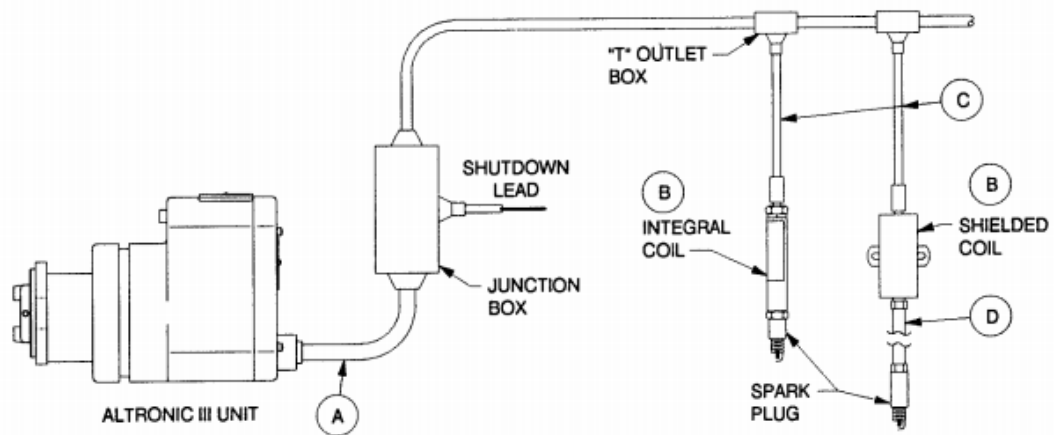 "T" OUTLET
BOX
C
SHUTDOWN
LEAD
B
INTEGRAL
COIL
B
SHIELDED
COIL
JUNCTION
BOX
D
SPARK
PLUG
ALTRONIC III UNIT
A